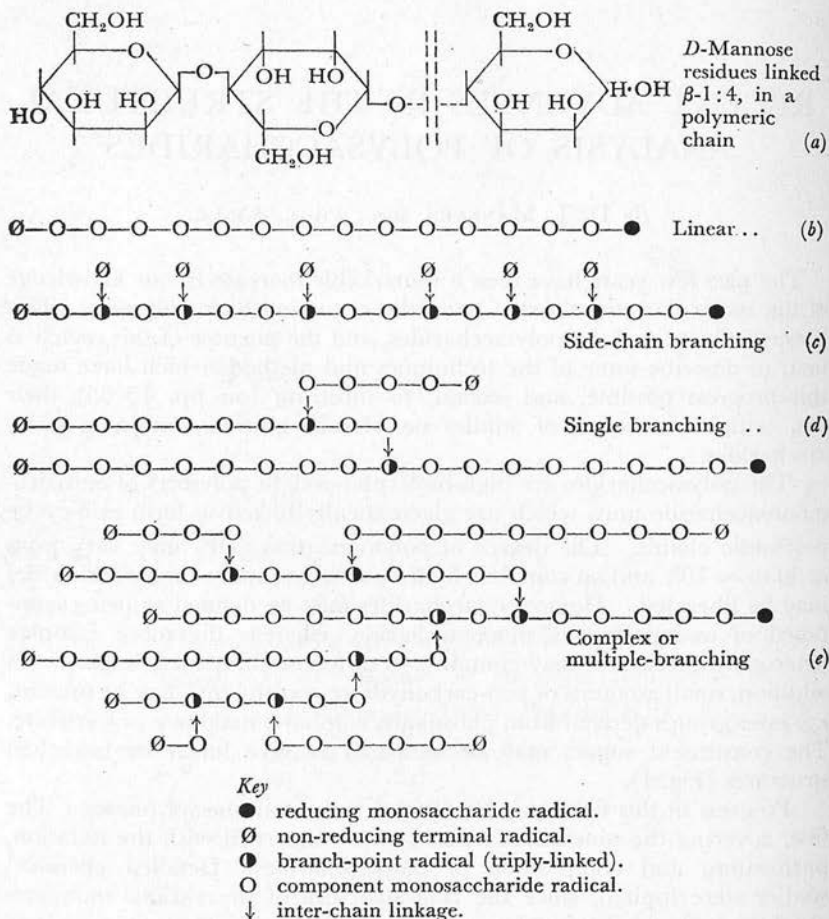 CH2OH
CH2OH
O
OH HO
O
O
D-Mannose
residues linked
β-1:4, in a
polymeric
chain
OH HO
OH HO
H·OH
HO
O
O
CH2OH
(a)
Linear . . (b)
Side-chain branching (c)
Single branching . . (d)
Complex or
multiple-branching
(e)
Key
reducing monosaccharide radical.
non-reducing terminal radical.
branch-point radical (triply-linked).
component monosaccharide radical.
inter-chain linkage.